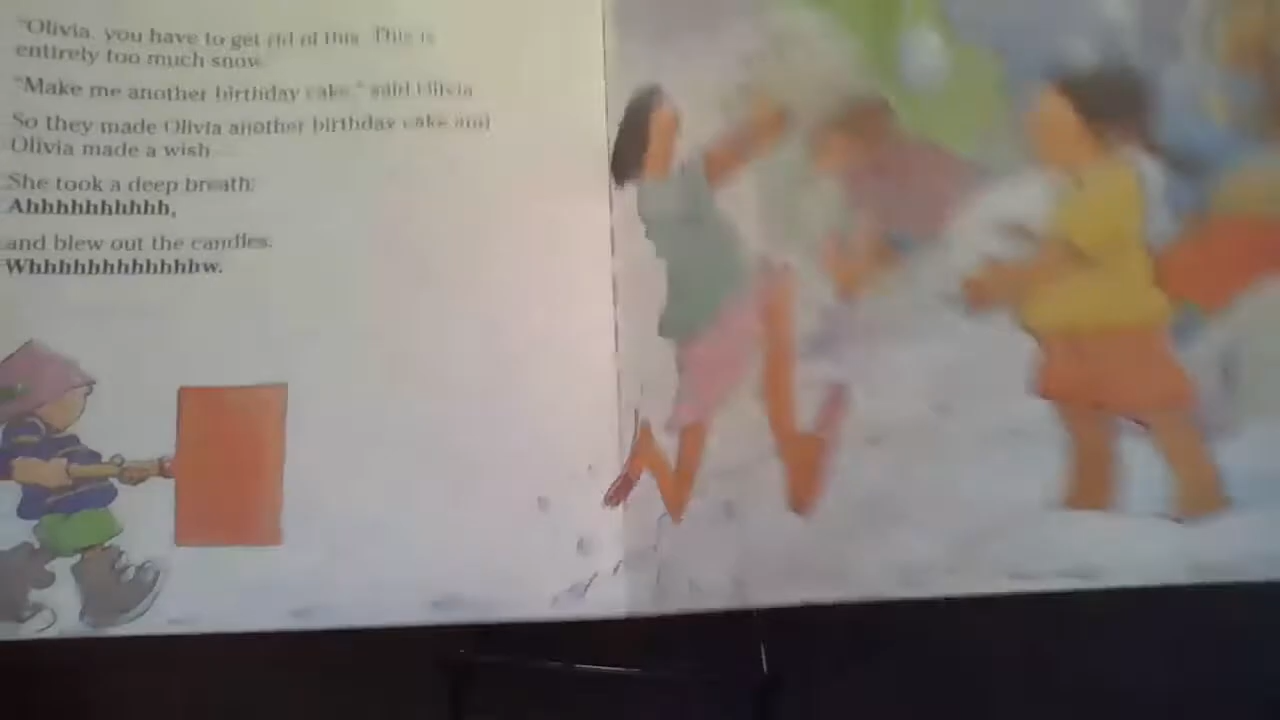 "Olivia, you have to get rid of this. This is
entirely too much snow.
"Make me another birthday cake," said Olivia.
So they made Olivia another birthday cake and
Olivia made a wish.
She took a deep breath:
Ahhhhhhhhhhh,
and blew out the candles.
Whhhhhhhhhhhhhw.